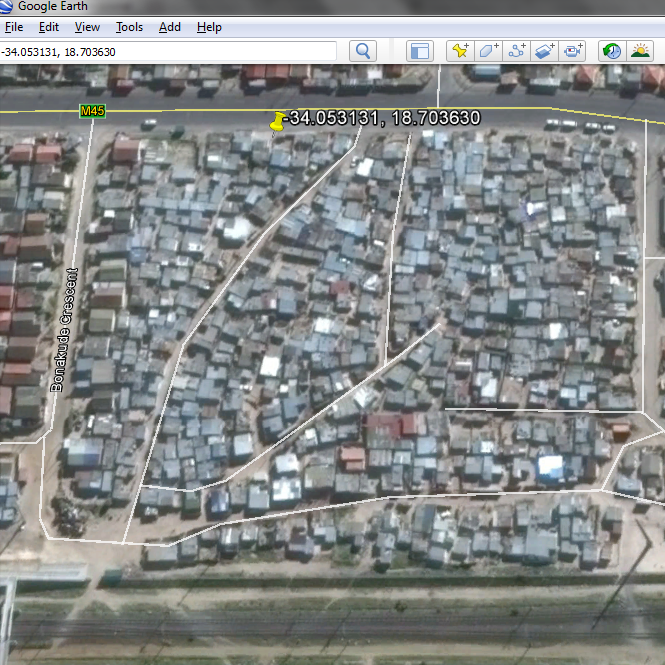 Google Earth
File Edit View Tools Add Help
-34.053131, 18.703630
M45
-34.053131, 18.703630
Bonakude Crescent